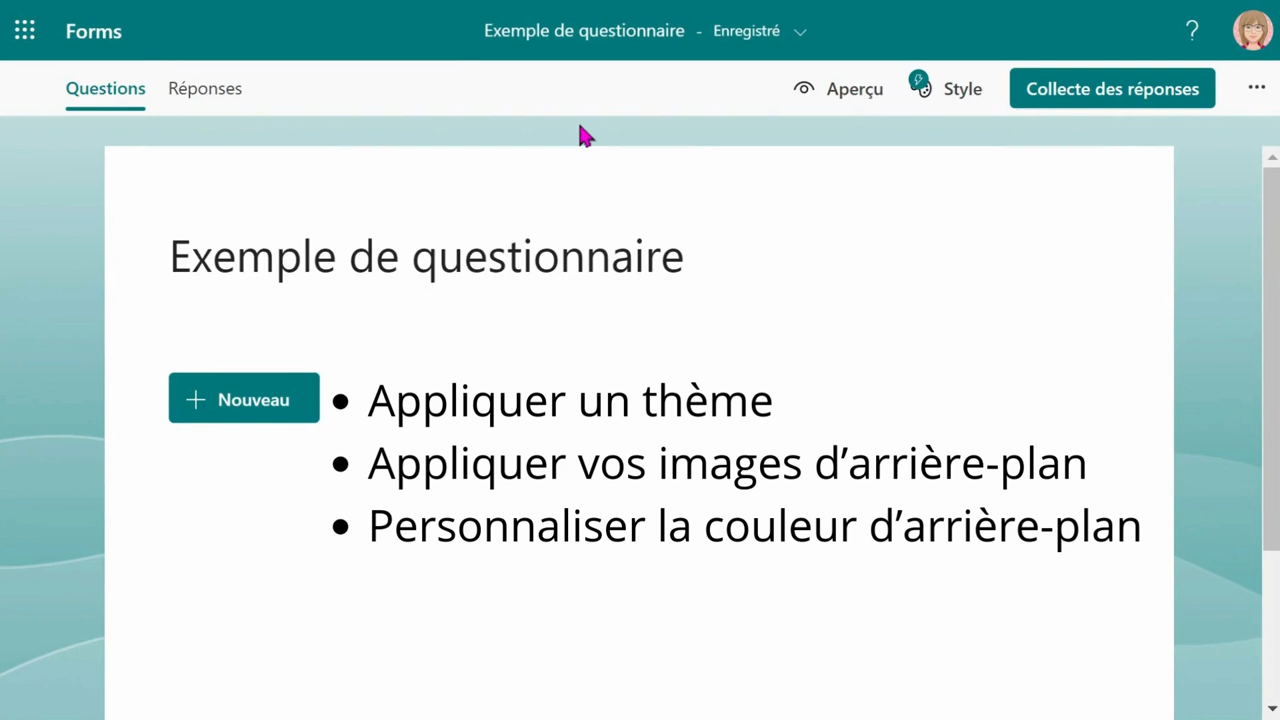 Forms
Exemple de questionnaire - Enregistré
?
Questions Réponses
Aperçu Style Collecte des réponses ...
Exemple de questionnaire
+ Nouveau
• Appliquer un thème
• Appliquer vos images d’arrière-plan
• Personnaliser la couleur d’arrière-plan